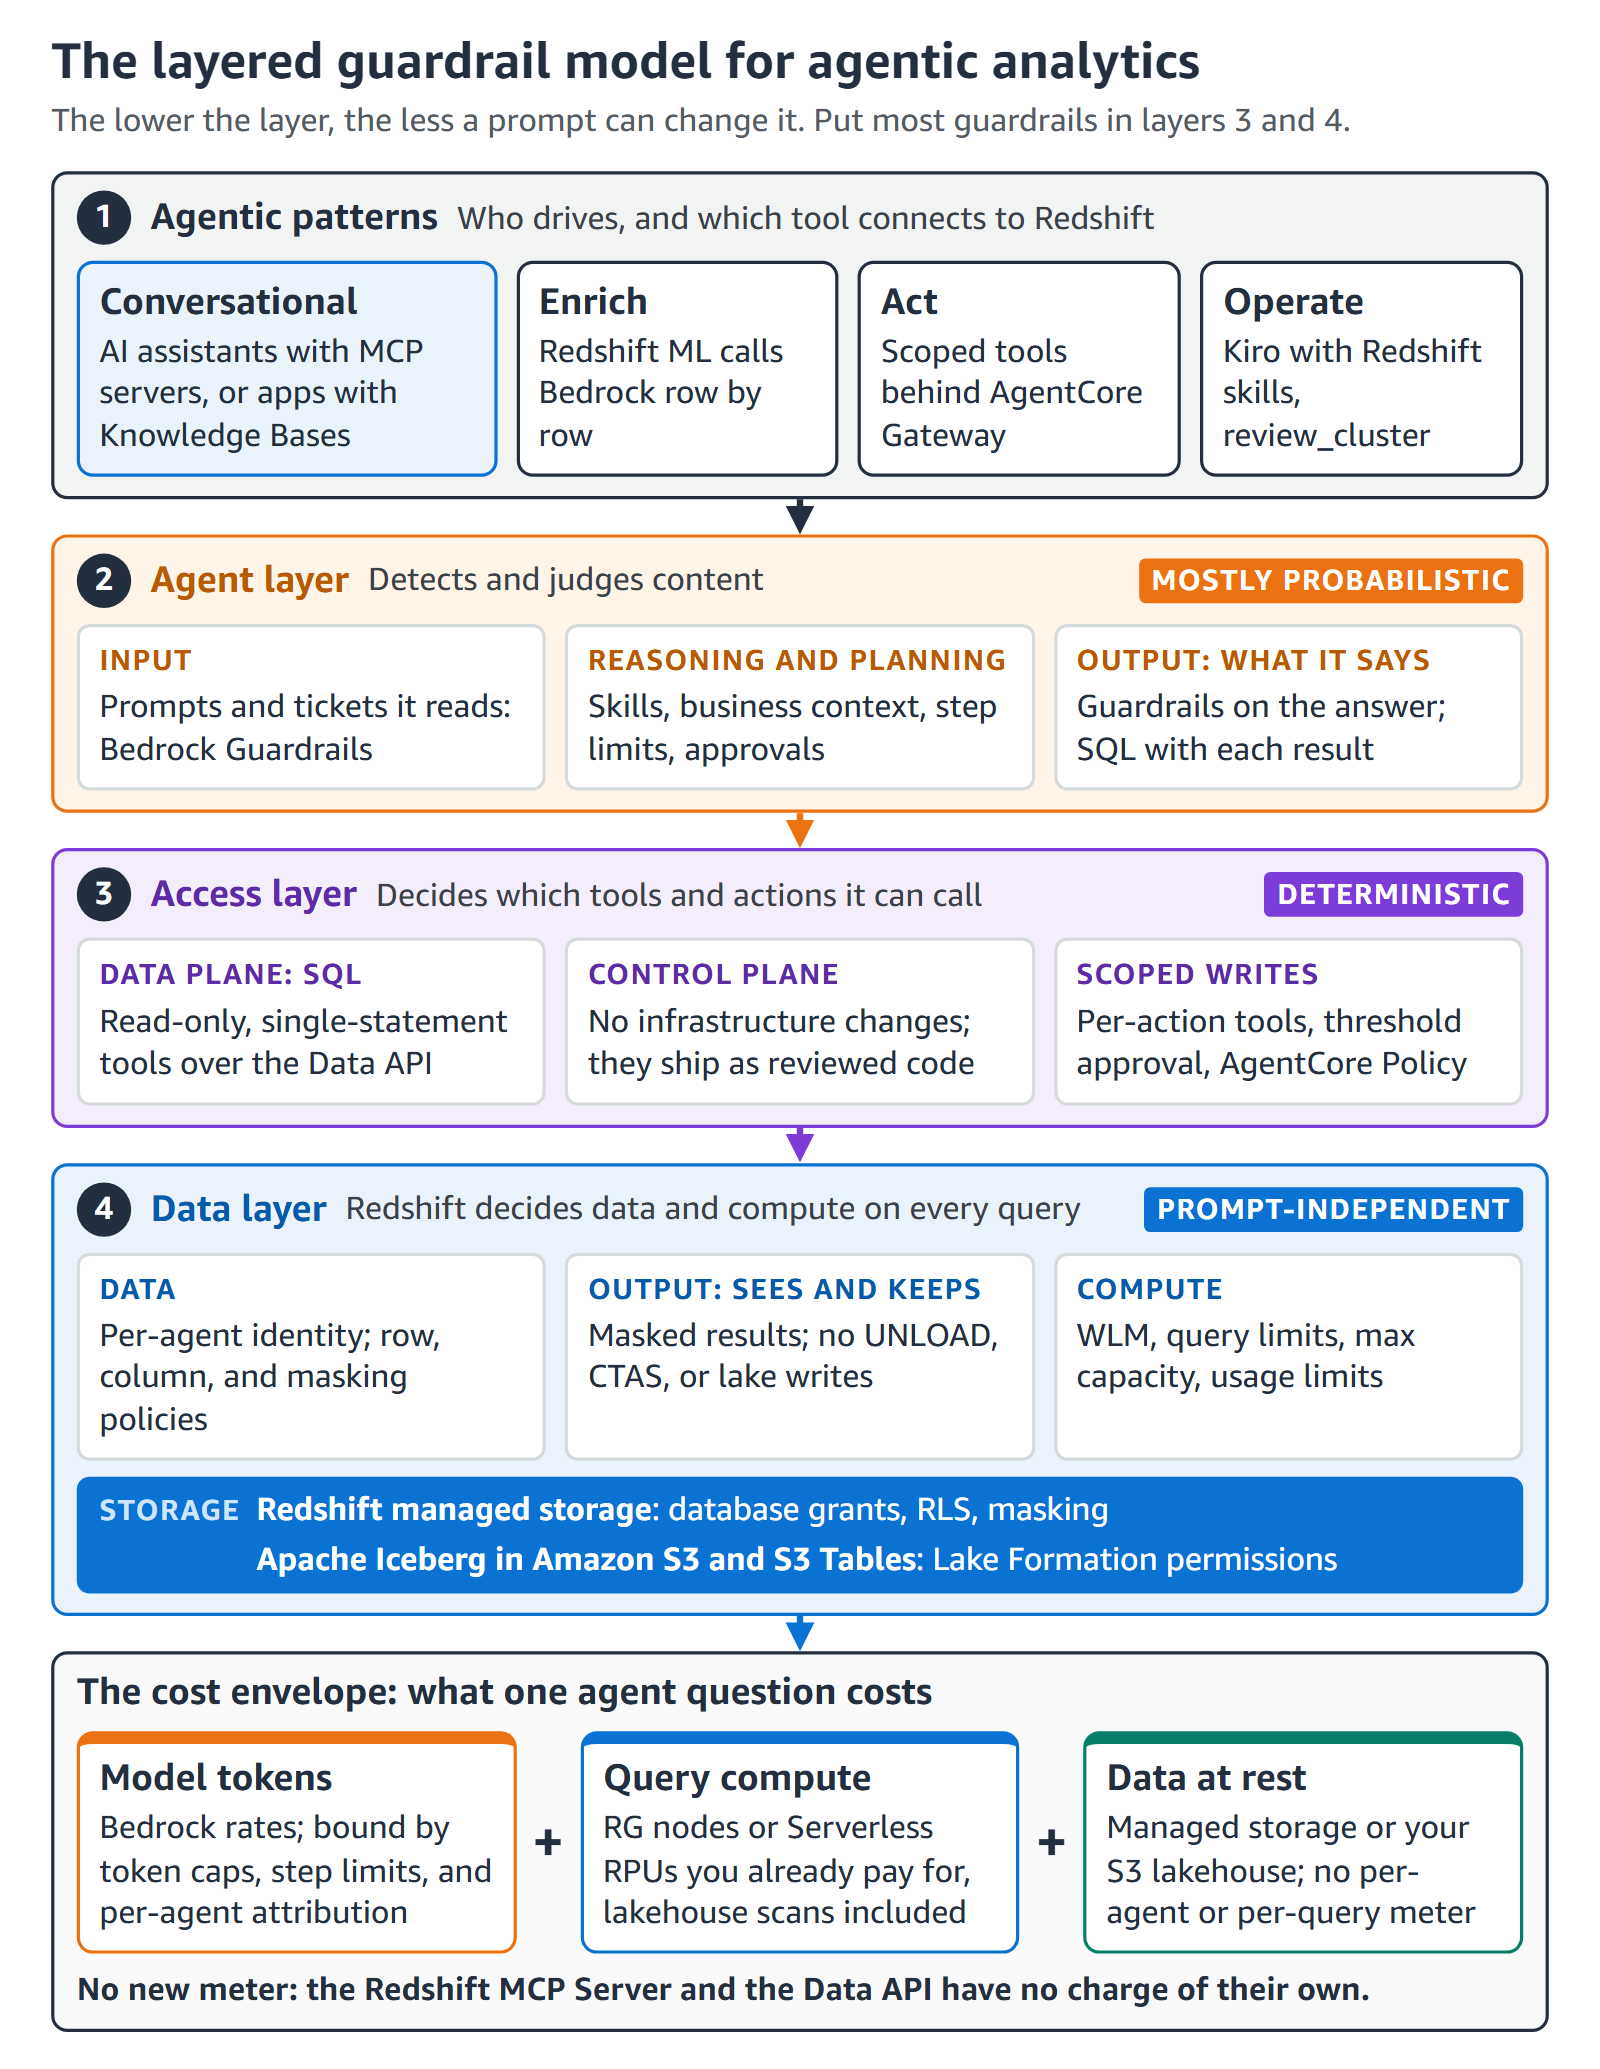 The layered guardrail model for agentic analytics
The lower the layer, the less a prompt can change it. Put most guardrails in layers 3 and 4.
1 Agentic patterns Who drives, and which tool connects to Redshift
Conversational
AI assistants with MCP
servers, or apps with
Knowledge Bases
Enrich
Redshift ML calls
Bedrock row by
row
Act
Scoped tools
behind AgentCore
Gateway
Operate
Kiro with Redshift
skills,
review_cluster
2 Agent layer Detects and judges content MOSTLY PROBABILISTIC
INPUT
Prompts and tickets it reads:
Bedrock Guardrails
REASONING AND PLANNING
Skills, business context, step
limits, approvals
OUTPUT: WHAT IT SAYS
Guardrails on the answer;
SQL with each result
3 Access layer Decides which tools and actions it can call DETERMINISTIC
DATA PLANE: SQL
Read-only, single-statement
tools over the Data API
CONTROL PLANE
No infrastructure changes;
they ship as reviewed code
SCOPED WRITES
Per-action tools, threshold
approval, AgentCore Policy
4 Data layer Redshift decides data and compute on every query PROMPT-INDEPENDENT
DATA
Per-agent identity; row,
column, and masking
policies
OUTPUT: SEES AND KEEPS
Masked results; no UNLOAD,
CTAS, or lake writes
COMPUTE
WLM, query limits, max
capacity, usage limits
STORAGE Redshift managed storage: database grants, RLS, masking
Apache Iceberg in Amazon S3 and S3 Tables: Lake Formation permissions
The cost envelope: what one agent question costs
Model tokens
Bedrock rates; bound by
token caps, step limits, and
per-agent attribution
+
Query compute
RG nodes or Serverless
RPUs you already pay for,
lakehouse scans included
+
Data at rest
Managed storage or your
S3 lakehouse; no per-
agent or per-query meter
No new meter: the Redshift MCP Server and the Data API have no charge of their own.